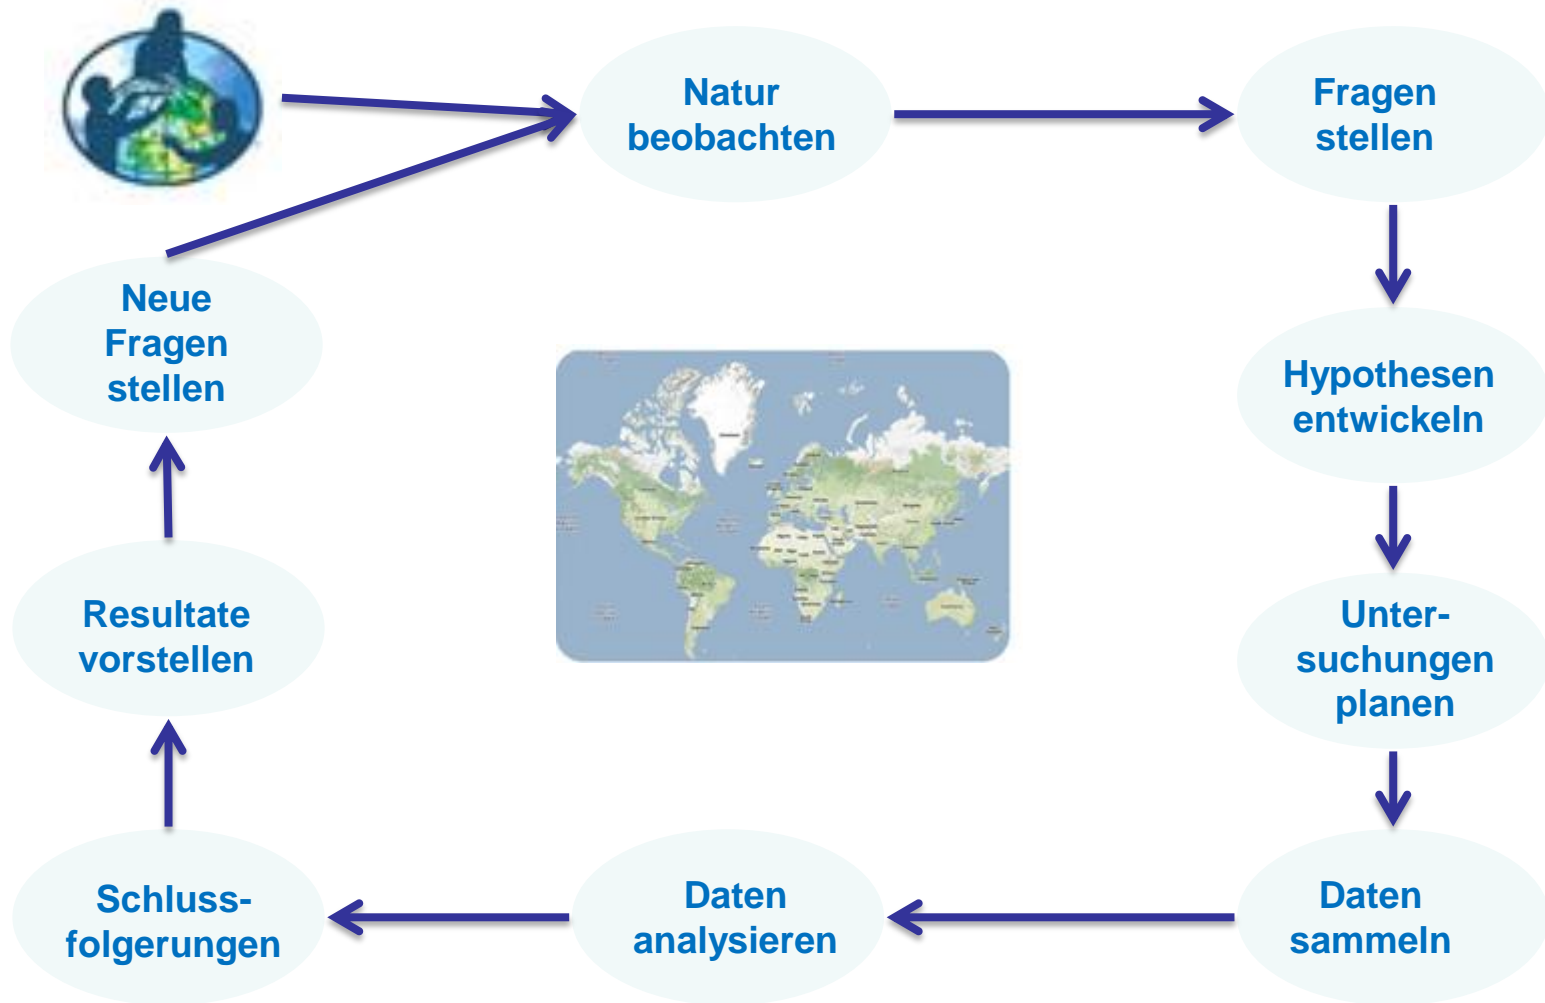 Natur
beobachten
Fragen
stellen
Hypothesen
entwickeln
Unter-
suchungen
planen
Daten
sammeln
Daten
analysieren
Schluss-
folgerungen
Resultate
vorstellen
Neue
Fragen
stellen